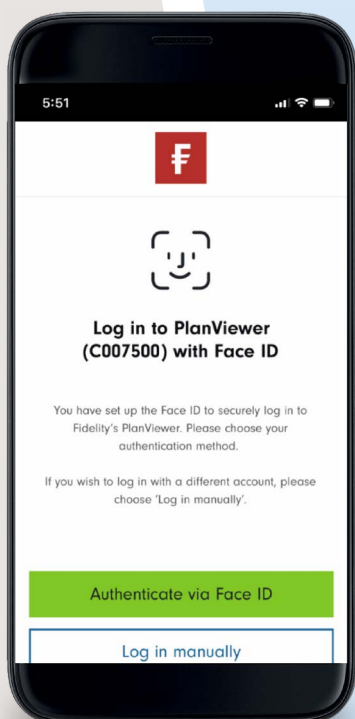 5:51
Log in to PlanViewer
(C007500) with Face ID
You have set up the Face ID to securely log in to
Fidelity's PlanViewer. Please choose your
authentication method.
If you wish to log in with a different account, please
choose 'Log in manually'.
Authenticate via Face ID
Log in manually